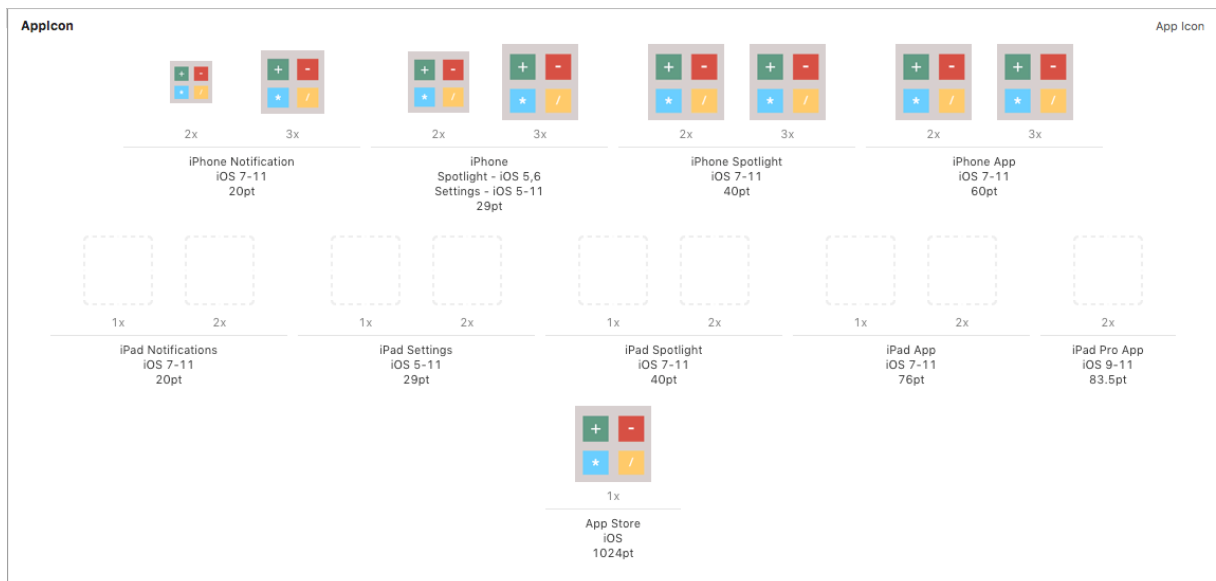 AppIcon
App Icon
+ - + - + - + - + - + - + - + -
* / * / * / * / * / * / * / * /
2x 3x 2x 3x 2x 3x 2x 3x
iPhone Notification
iOS 7-11
20pt
iPhone
Spotlight - iOS 5,6
Settings - iOS 5-11
29pt
iPhone Spotlight
iOS 7-11
40pt
iPhone App
iOS 7-11
60pt
1x 2x 1x 2x 1x 2x 1x 2x 2x
iPad Notifications
iOS 7-11
20pt
iPad Settings
iOS 5-11
29pt
iPad Spotlight
iOS 7-11
40pt
iPad App
iOS 7-11
76pt
iPad Pro App
iOS 9-11
83.5pt
+ -
* /
1x
App Store
iOS
1024pt